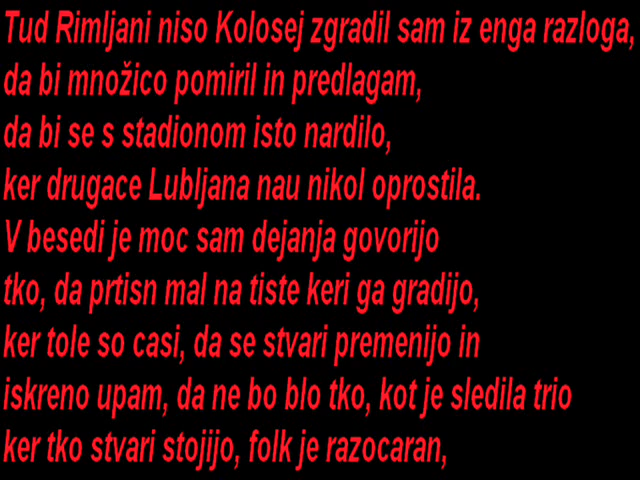 Tud Rimljani niso Kolosej zgradil sam iz enga razloga,
da bi množico pomiril in predlagam,
da bi se s stadionom isto nardilo,
ker drugace Lubljana nau nikol oprostila.
V besedi je moc sam dejanja govorijo
tko, da prtisn mal na tiste keri ga gradijo,
ker tole so casi, da se stvari premenijo in
iskreno upam, da ne bo blo tko, kot je sledila trio
ker tko stvari stojijo, folk je razocaran,